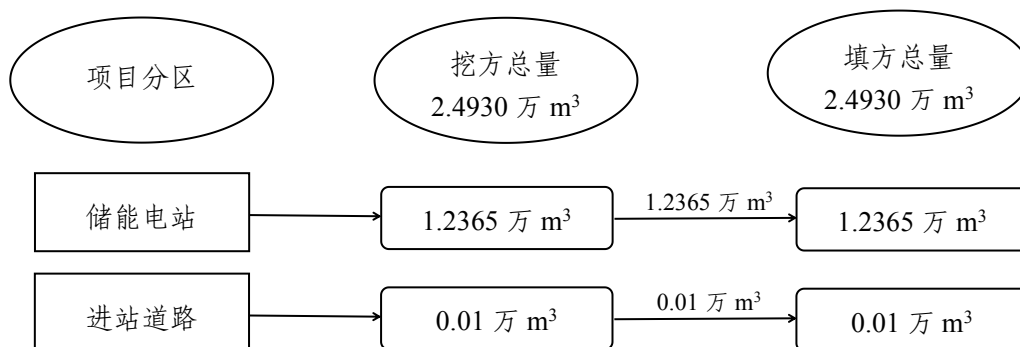 项目分区
挖方总量
2.4930 万 m³
填方总量
2.4930 万 m³
储能电站
1.2365 万 m³
1.2365 万 m³
1.2365 万 m³
进站道路
0.01 万 m³
0.01 万 m³
0.01 万 m³